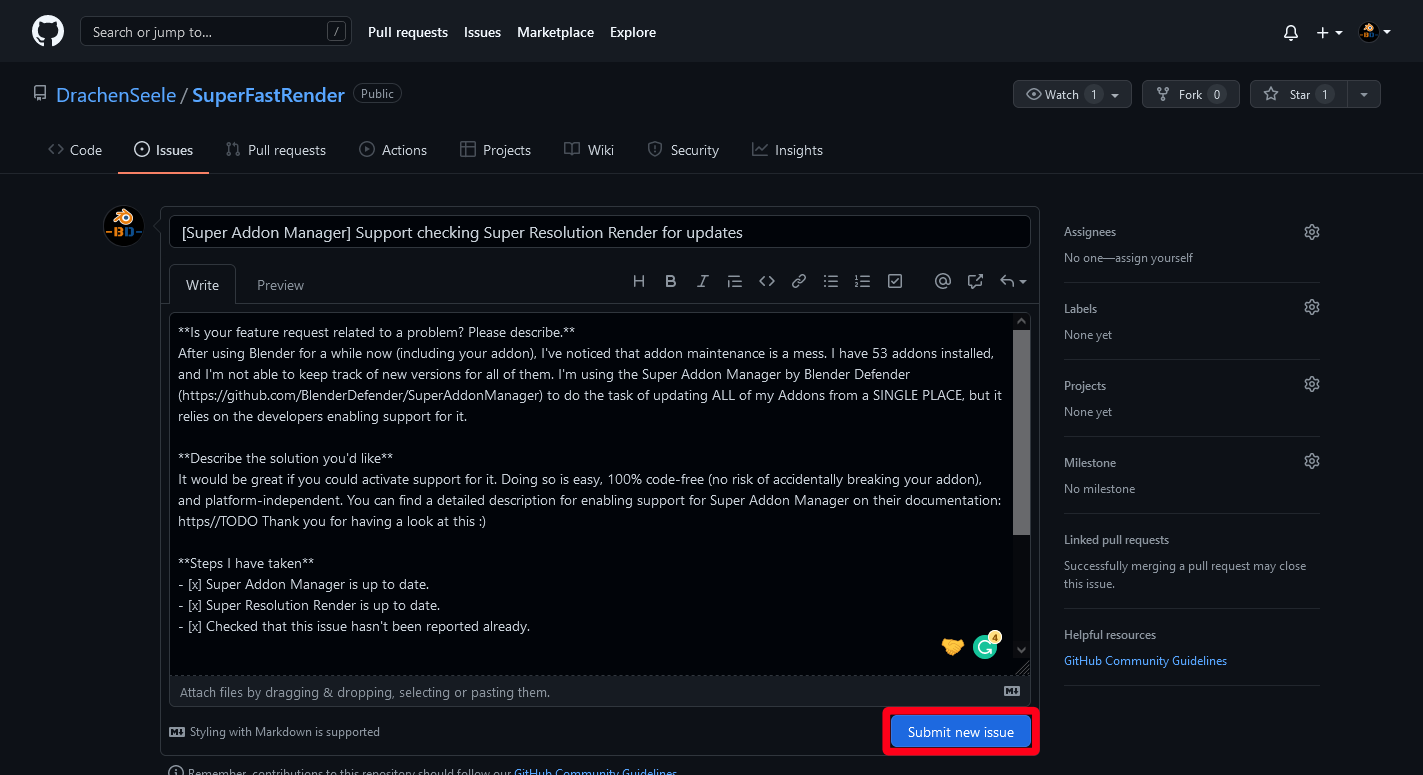 Search or jump to... /
Pull requests Issues Marketplace Explore
DrachenSeele / SuperFastRender Public
Watch 1 Fork 0 Star 1
Code Issues Pull requests Actions Projects Wiki Security Insights
-BD-
[Super Addon Manager] Support checking Super Resolution Render for updates
Write Preview
**Is your feature request related to a problem? Please describe.**
After using Blender for a while now (including your addon), I've noticed that addon maintenance is a mess. I have 53 addons installed,
and I'm not able to keep track of new versions for all of them. I'm using the Super Addon Manager by Blender Defender
(https://github.com/BlenderDefender/SuperAddonManager) to do the task of updating ALL of my Addons from a SINGLE PLACE, but it
relies on the developers enabling support for it.
**Describe the solution you'd like**
It would be great if you could activate support for it. Doing so is easy, 100% code-free (no risk of accidentally breaking your addon),
and platform-independent. You can find a detailed description for enabling support for Super Addon Manager on their documentation:
https//TODO Thank you for having a look at this :)
**Steps I have taken**
- [x] Super Addon Manager is up to date.
- [x] Super Resolution Render is up to date.
- [x] Checked that this issue hasn't been reported already.
4
Attach files by dragging & dropping, selecting or pasting them.
Styling with Markdown is supported
Submit new issue
Remember, contributions to this repository should follow our GitHub Community Guidelines.
Assignees
No one—assign yourself
Labels
None yet
Projects
None yet
Milestone
No milestone
Linked pull requests
Successfully merging a pull request may close
this issue.
Helpful resources
GitHub Community Guidelines